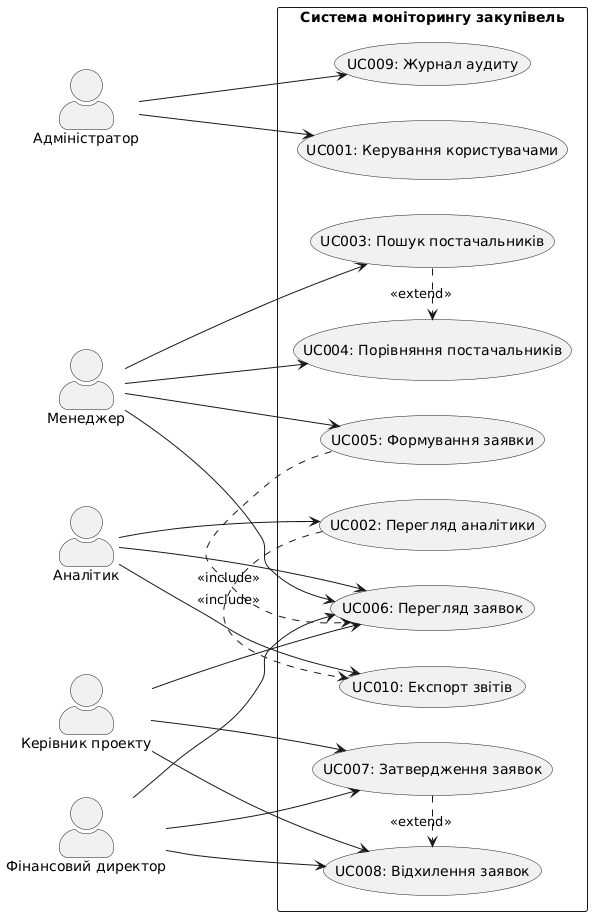 Система моніторингу закупівель
UC009: Журнал аудиту
Адміністратор
UC001: Керування користувачами
UC003: Пошук постачальників
«extend»
UC004: Порівняння постачальників
Менеджер
UC005: Формування заявки
UC002: Перегляд аналітики
Аналітик
«include»
«include»
UC006: Перегляд заявок
UC010: Експорт звітів
Керівник проекту
UC007: Затвердження заявок
«extend»
Фінансовий директор
UC008: Відхилення заявок